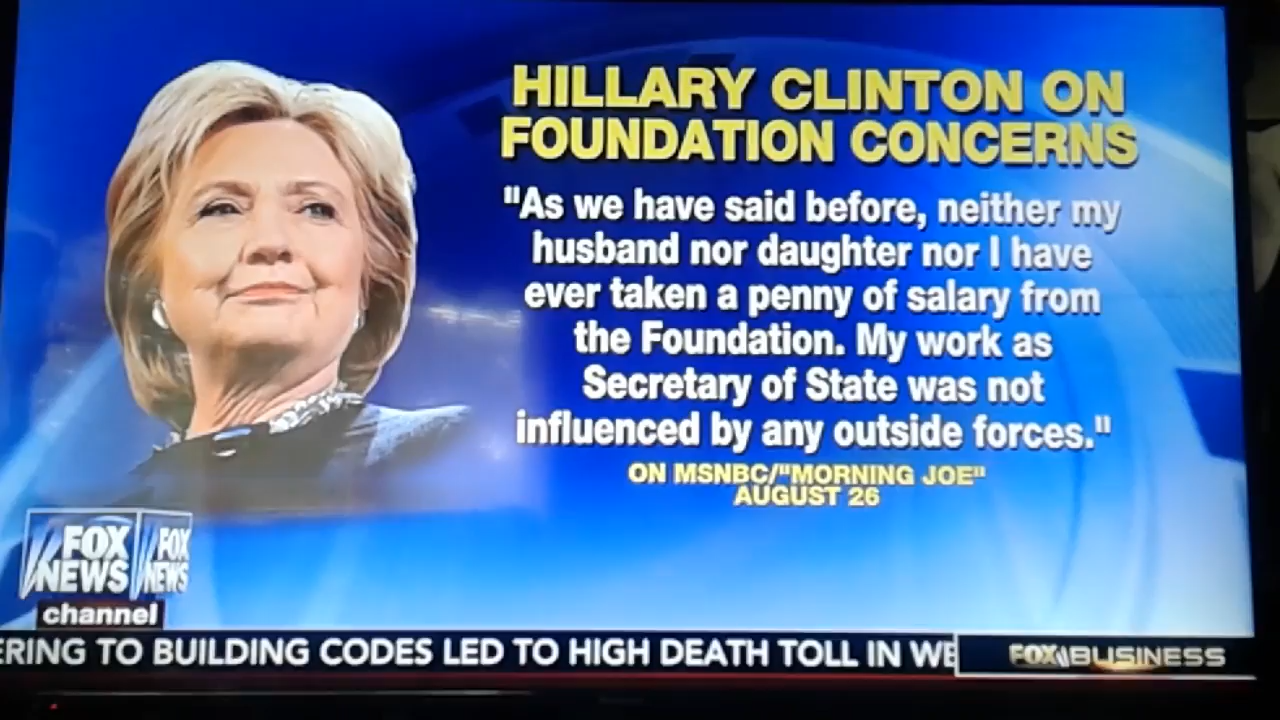 HILLARY CLINTON ON
FOUNDATION CONCERNS
"As we have said before, neither my
husband nor daughter nor I have
ever taken a penny of salary from
the Foundation. My work as
Secretary of State was not
influenced by any outside forces."
ON MSNBC/"MORNING JOE"
AUGUST 26
FOX NEWS
FOX NEWS
channel
ERING TO BUILDING CODES LED TO HIGH DEATH TOLL IN WE
FOX BUSINESS